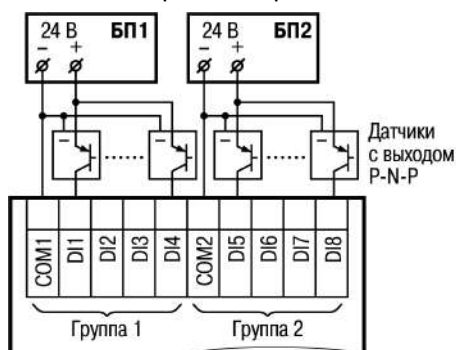 24 В БП1 24 В БП2
– + – +
– – – –
Датчики
с выходом
P-N-P
COM1 DI1 DI2 DI3 DI4 COM2 DI5 DI6 DI7 DI8
Группа 1 Группа 2